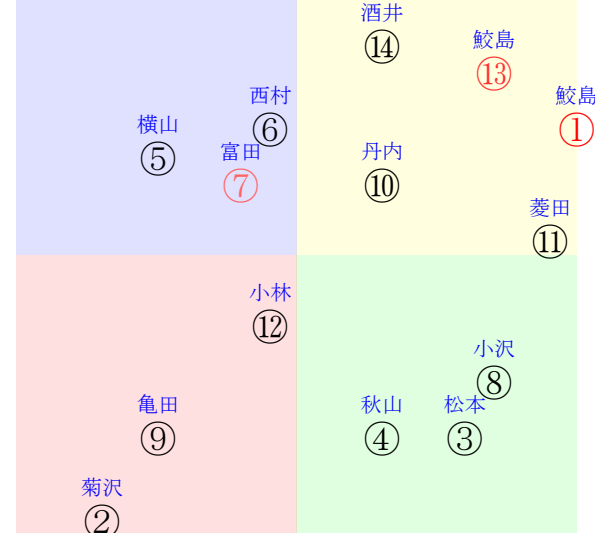 酒井
⑭
鮫島
⑬
鮫島
①
西村
⑥
横山
⑤
富田
⑦
丹内
⑩
菱田
⑪
小林
⑫
小沢
⑧
亀田
⑨
秋山
④
松本
③
菊沢
②